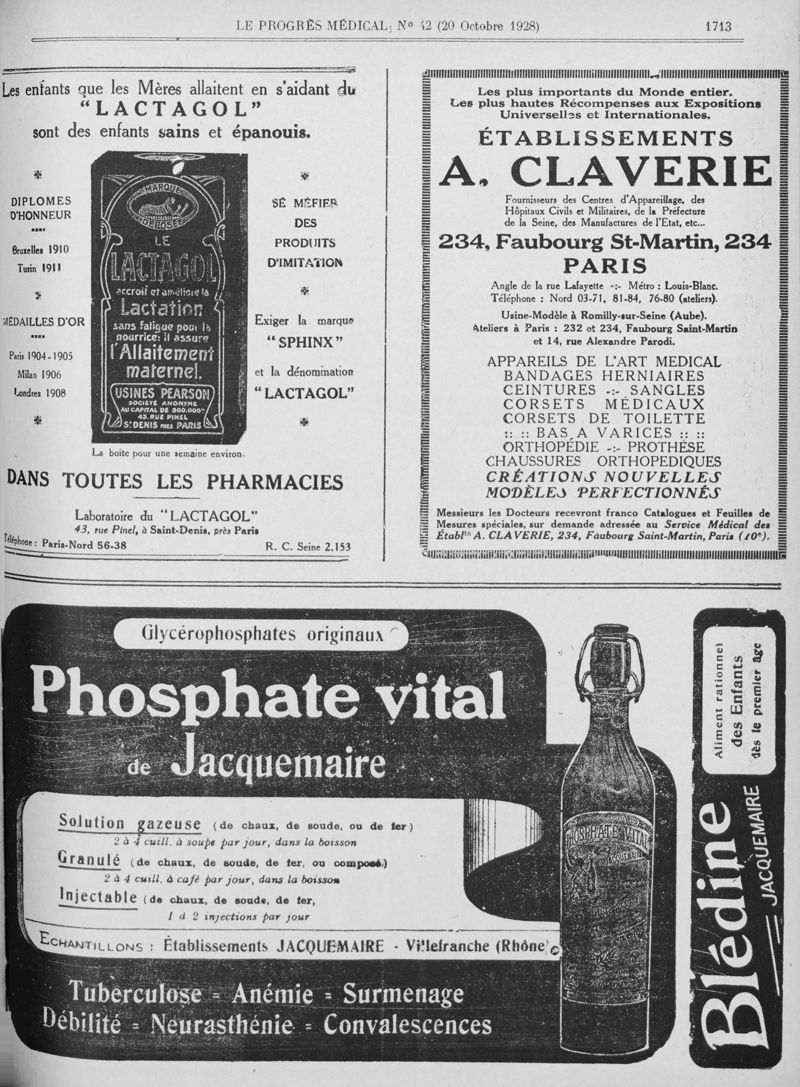 LE PROGRÈS MÉDICAL; Nº 42 (20 Octobre 1928)
1713
Les enfants que les Mères allaitent en s'aidant du
“LACTAGOL”
sont des enfants sains et épanouis.
DIPLOMES
D'HONNEUR
Bruxelles 1910
Turin 1911
MÉDAILLES D'OR
Paris 1904-1905
Milan 1906
Londres 1908
MARQUE
DÉPOSÉE
LE
LACTAGOL
accroît et améliore la
Lactation
sans fatigue pour la
nourrice: il assure
l'Allaitement
maternel.
USINES PEARSON
SOCIÉTÉ ANONYME
AU CAPITAL DE 500.000
43, RUE PINEL
St DENIS PRÈS PARIS
SÉ MÉFIER
DES
PRODUITS
D'IMITATION
Exiger la marque
“SPHINX”
et la dénomination
“LACTAGOL”
La boite pour une semaine environ.
DANS TOUTES LES PHARMACIES
Laboratoire du “LACTAGOL”
43, rue Pinel, à Saint-Denis, près Paris
Téléphone : Paris-Nord 56-38
R. C. Seine 2.153
Les plus importants du Monde entier.
Les plus hautes Récompenses aux Expositions
Universelles et Internationales.
ÉTABLISSEMENTS
A. CLAVERIE
Fournisseurs des Centres d'Appareillage, des
Hôpitaux Civils et Militaires, de la Préfecture
de la Seine, des Manufactures de l'Etat, etc...
234, Faubourg St-Martin, 234
PARIS
Angle de la rue Lafayette -:- Métro : Louis-Blanc.
Téléphone : Nord 03-71, 81-84, 76-80 (ateliers).
Usine-Modèle à Romilly-sur-Seine (Aube).
Ateliers à Paris : 232 et 234, Faubourg Saint-Martin
et 14, rue Alexandre Parodi.
APPAREILS DE L'ART MEDICAL
BANDAGES HERNIAIRES
CEINTURES -:- SANGLES
CORSETS MÉDICAUX
CORSETS DE TOILETTE
:: :: BAS A VARICES :: ::
ORTHOPÉDIE -:- PROTHÈSE
CHAUSSURES ORTHOPEDIQUES
CRÉATIONS NOUVELLES
MODÈLES PERFECTIONNÉS
Messieurs les Docteurs recevront franco Catalogues et Feuilles de
Mesures spéciales, sur demande adressée au Service Médical des
Établts A. CLAVERIE, 234, Faubourg Saint-Martin, Paris (10e).
Glycérophosphates originaux
Phosphate vital
de Jacquemaire
Solution gazeuse (de chaux, de soude, ou de fer)
2 à 4 cuill. à soupe par jour, dans la boisson
Granulé (de chaux, de soude, de fer, ou composé.)
2 à 4 cuill. à café par jour, dans la boisson
Injectable (de chaux, de soude, de fer,
1 à 2 injections par jour
ECHANTILLONS : Établissements JACQUEMAIRE - Villefranche (Rhône)
Tuberculose = Anémie = Surmenage
Débilité = Neurasthénie = Convalescences
PHOSPHATE VITAL
Blédine
JACQUEMAIRE
Aliment rationnel
des Enfants
dès le premier âge